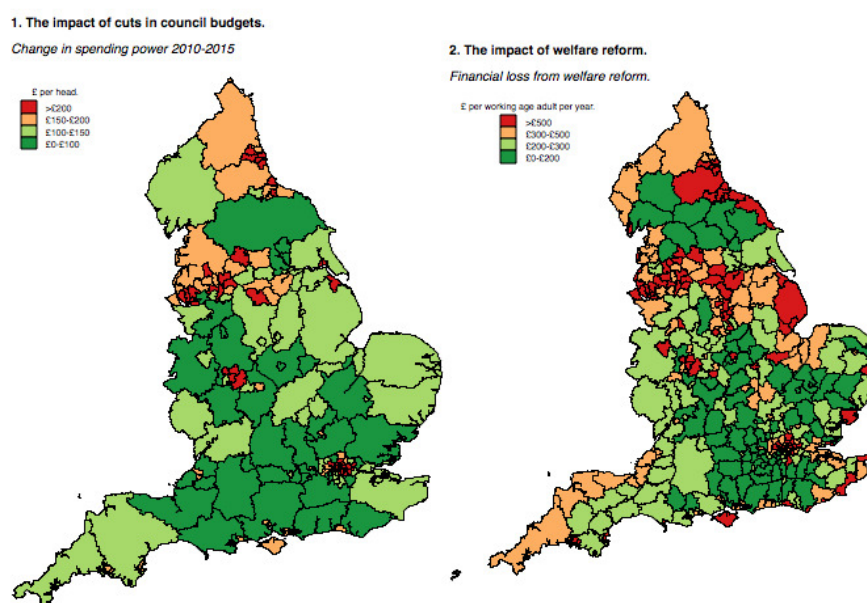 1. The impact of cuts in council budgets.
Change in spending power 2010-2015
£ per head.
>£200
£150-£200
£100-£150
£0-£100
2. The impact of welfare reform.
Financial loss from welfare reform.
£ per working age adult per year.
>£500
£300-£500
£200-£300
£0-£200